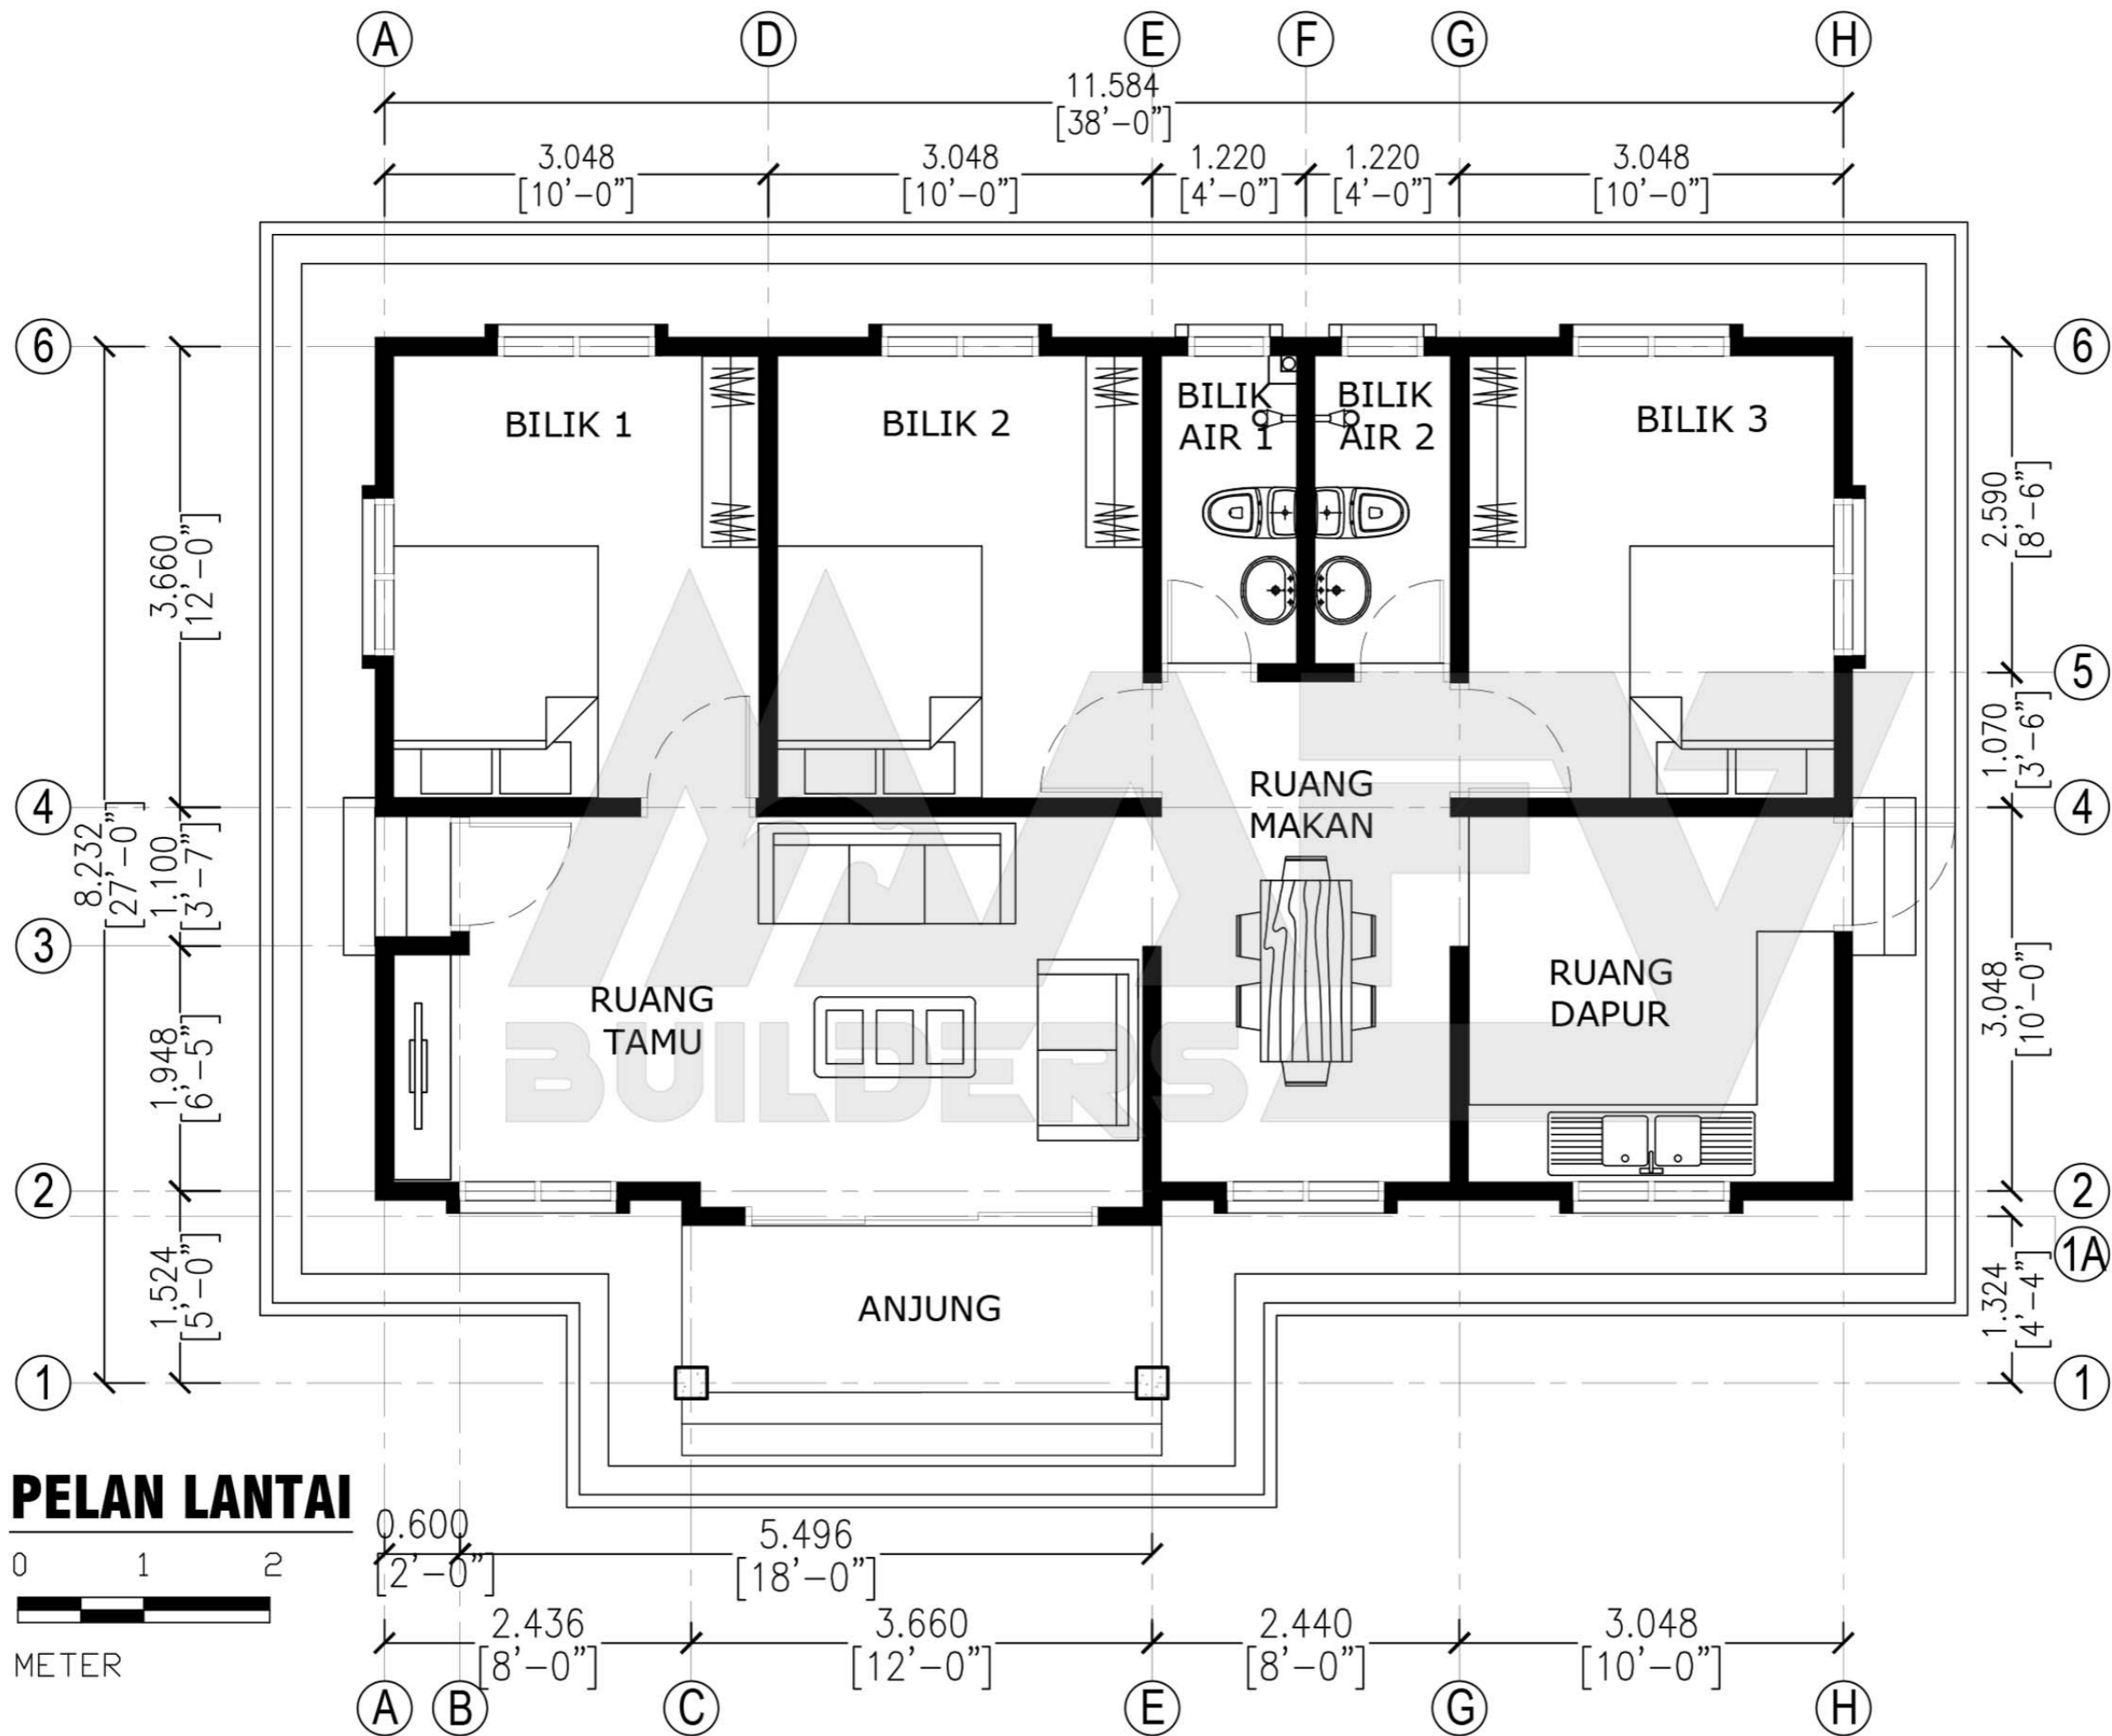 A D E F G H
11.584
[38'-0"]
3.048 3.048 1.220 1.220 3.048
[10'-0"] [10'-0"] [4'-0"] [4'-0"] [10'-0"]
6 6
BILIK 1
BILIK 2
BILIK
AIR 1
BILIK
AIR 2
BILIK 3
3.660
[12'-0"]
2.590
[8'-6"]
5
1.070
[3'-6"]
4 4
8.232
[27'-0"]
1.100
[3'-7"]
3
RUANG
MAKAN
RUANG
TAMU
RUANG
DAPUR
1.948
[6'-5"]
3.048
[10'-0"]
MAFV
BUILDERS
2 2
1A
1.524
[5'-0"]
1.324
[4'-4"]
ANJUNG
1 1
PELAN LANTAI
0 1 2
METER
0.600
[2'-0"]
5.496
[18'-0"]
2.436 3.660 2.440 3.048
[8'-0"] [12'-0"] [8'-0"] [10'-0"]
A B C E G H